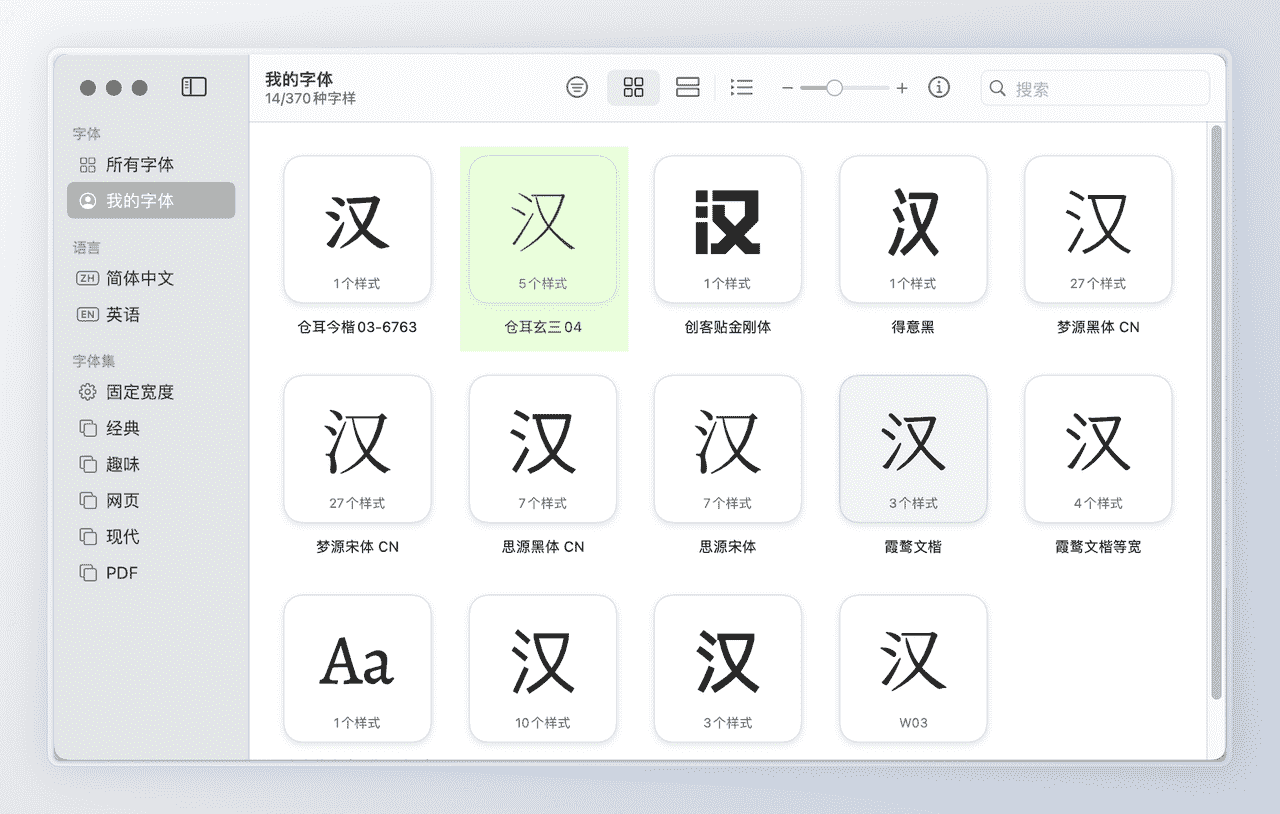 我的字体
14/370种字样
搜索
字体
所有字体
我的字体
语言
ZH 简体中文
EN 英语
字体集
固定宽度
经典
趣味
网页
现代
PDF
汉 汉 汉 汉 汉
1个样式 5个样式 1个样式 1个样式 27个样式
仓耳今楷03-6763 仓耳玄三04 创客贴金刚体 得意黑 梦源黑体 CN
汉 汉 汉 汉 汉
27个样式 7个样式 7个样式 3个样式 4个样式
梦源宋体 CN 思源黑体 CN 思源宋体 霞鹜文楷 霞鹜文楷等宽
Aa 汉 汉 汉
1个样式 10个样式 3个样式 W03